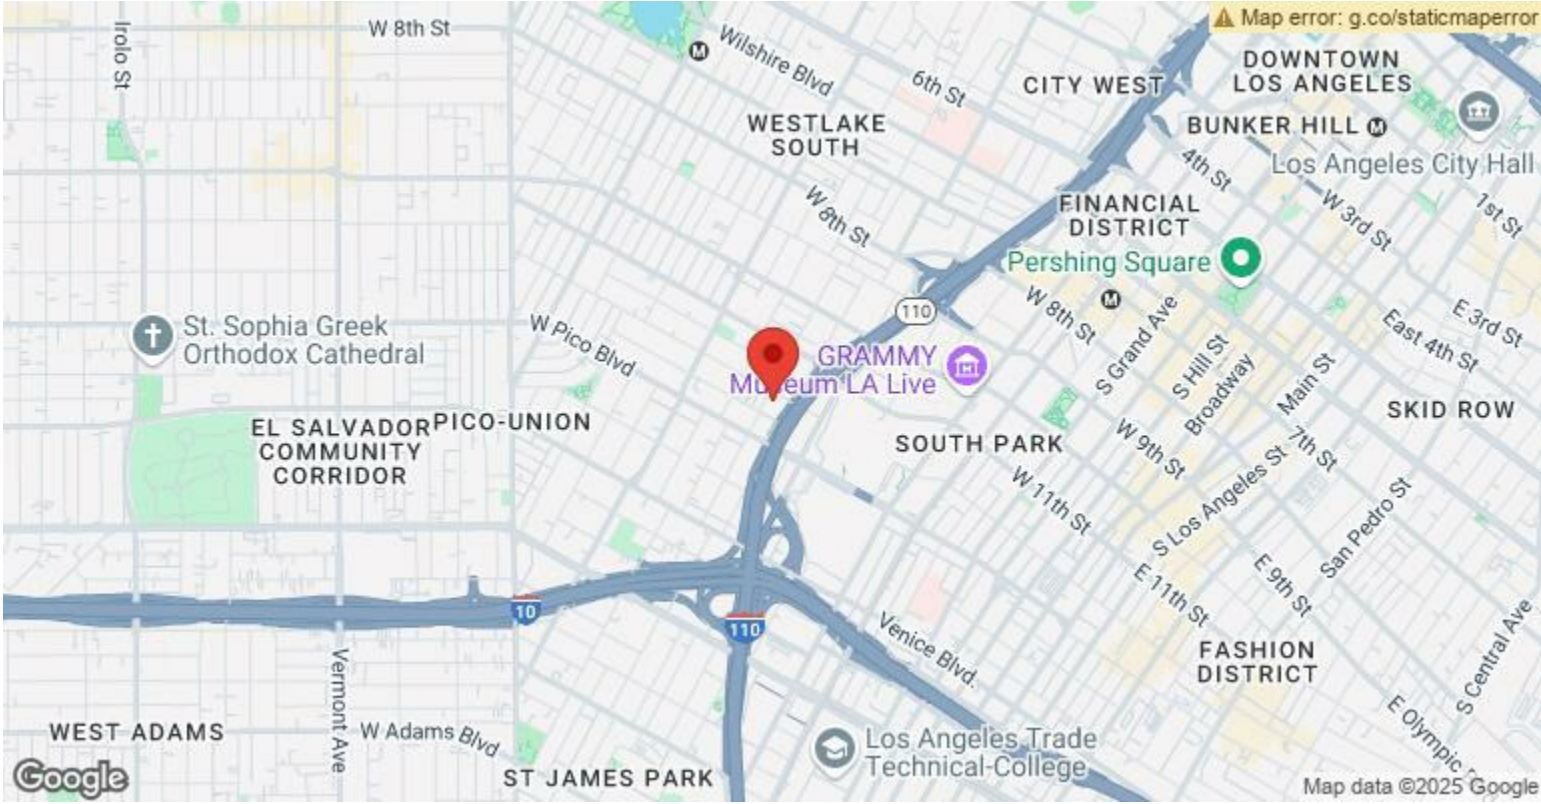 Map error: g.co/staticmaperror
Irolo St
W 8th St
Wilshire Blvd
6th St
CITY WEST
DOWNTOWN
LOS ANGELES
WESTLAKE
SOUTH
BUNKER HILL
Los Angeles City Hall
4th St
W 3rd St
1st St
W 8th St
FINANCIAL
DISTRICT
Pershing Square
110
W 8th St
S Grand Ave
S Hill St
Broadway
Main St
East 4th St
E 3rd St
St. Sophia Greek
Orthodox Cathedral
W Pico Blvd
GRAMMY
Museum LA Live
SKID ROW
EL SALVADOR
COMMUNITY
CORRIDOR
PICO-UNION
SOUTH PARK
W 9th St
7th St
W 11th St
S Los Angeles St
San Pedro St
E 11th St
E 9th St
10
110
Venice Blvd.
FASHION
DISTRICT
S Central Ave
Vermont Ave
WEST ADAMS
W Adams Blvd
ST JAMES PARK
Los Angeles Trade
Technical-College
E Olympic
Google
Map data ©2025 Google